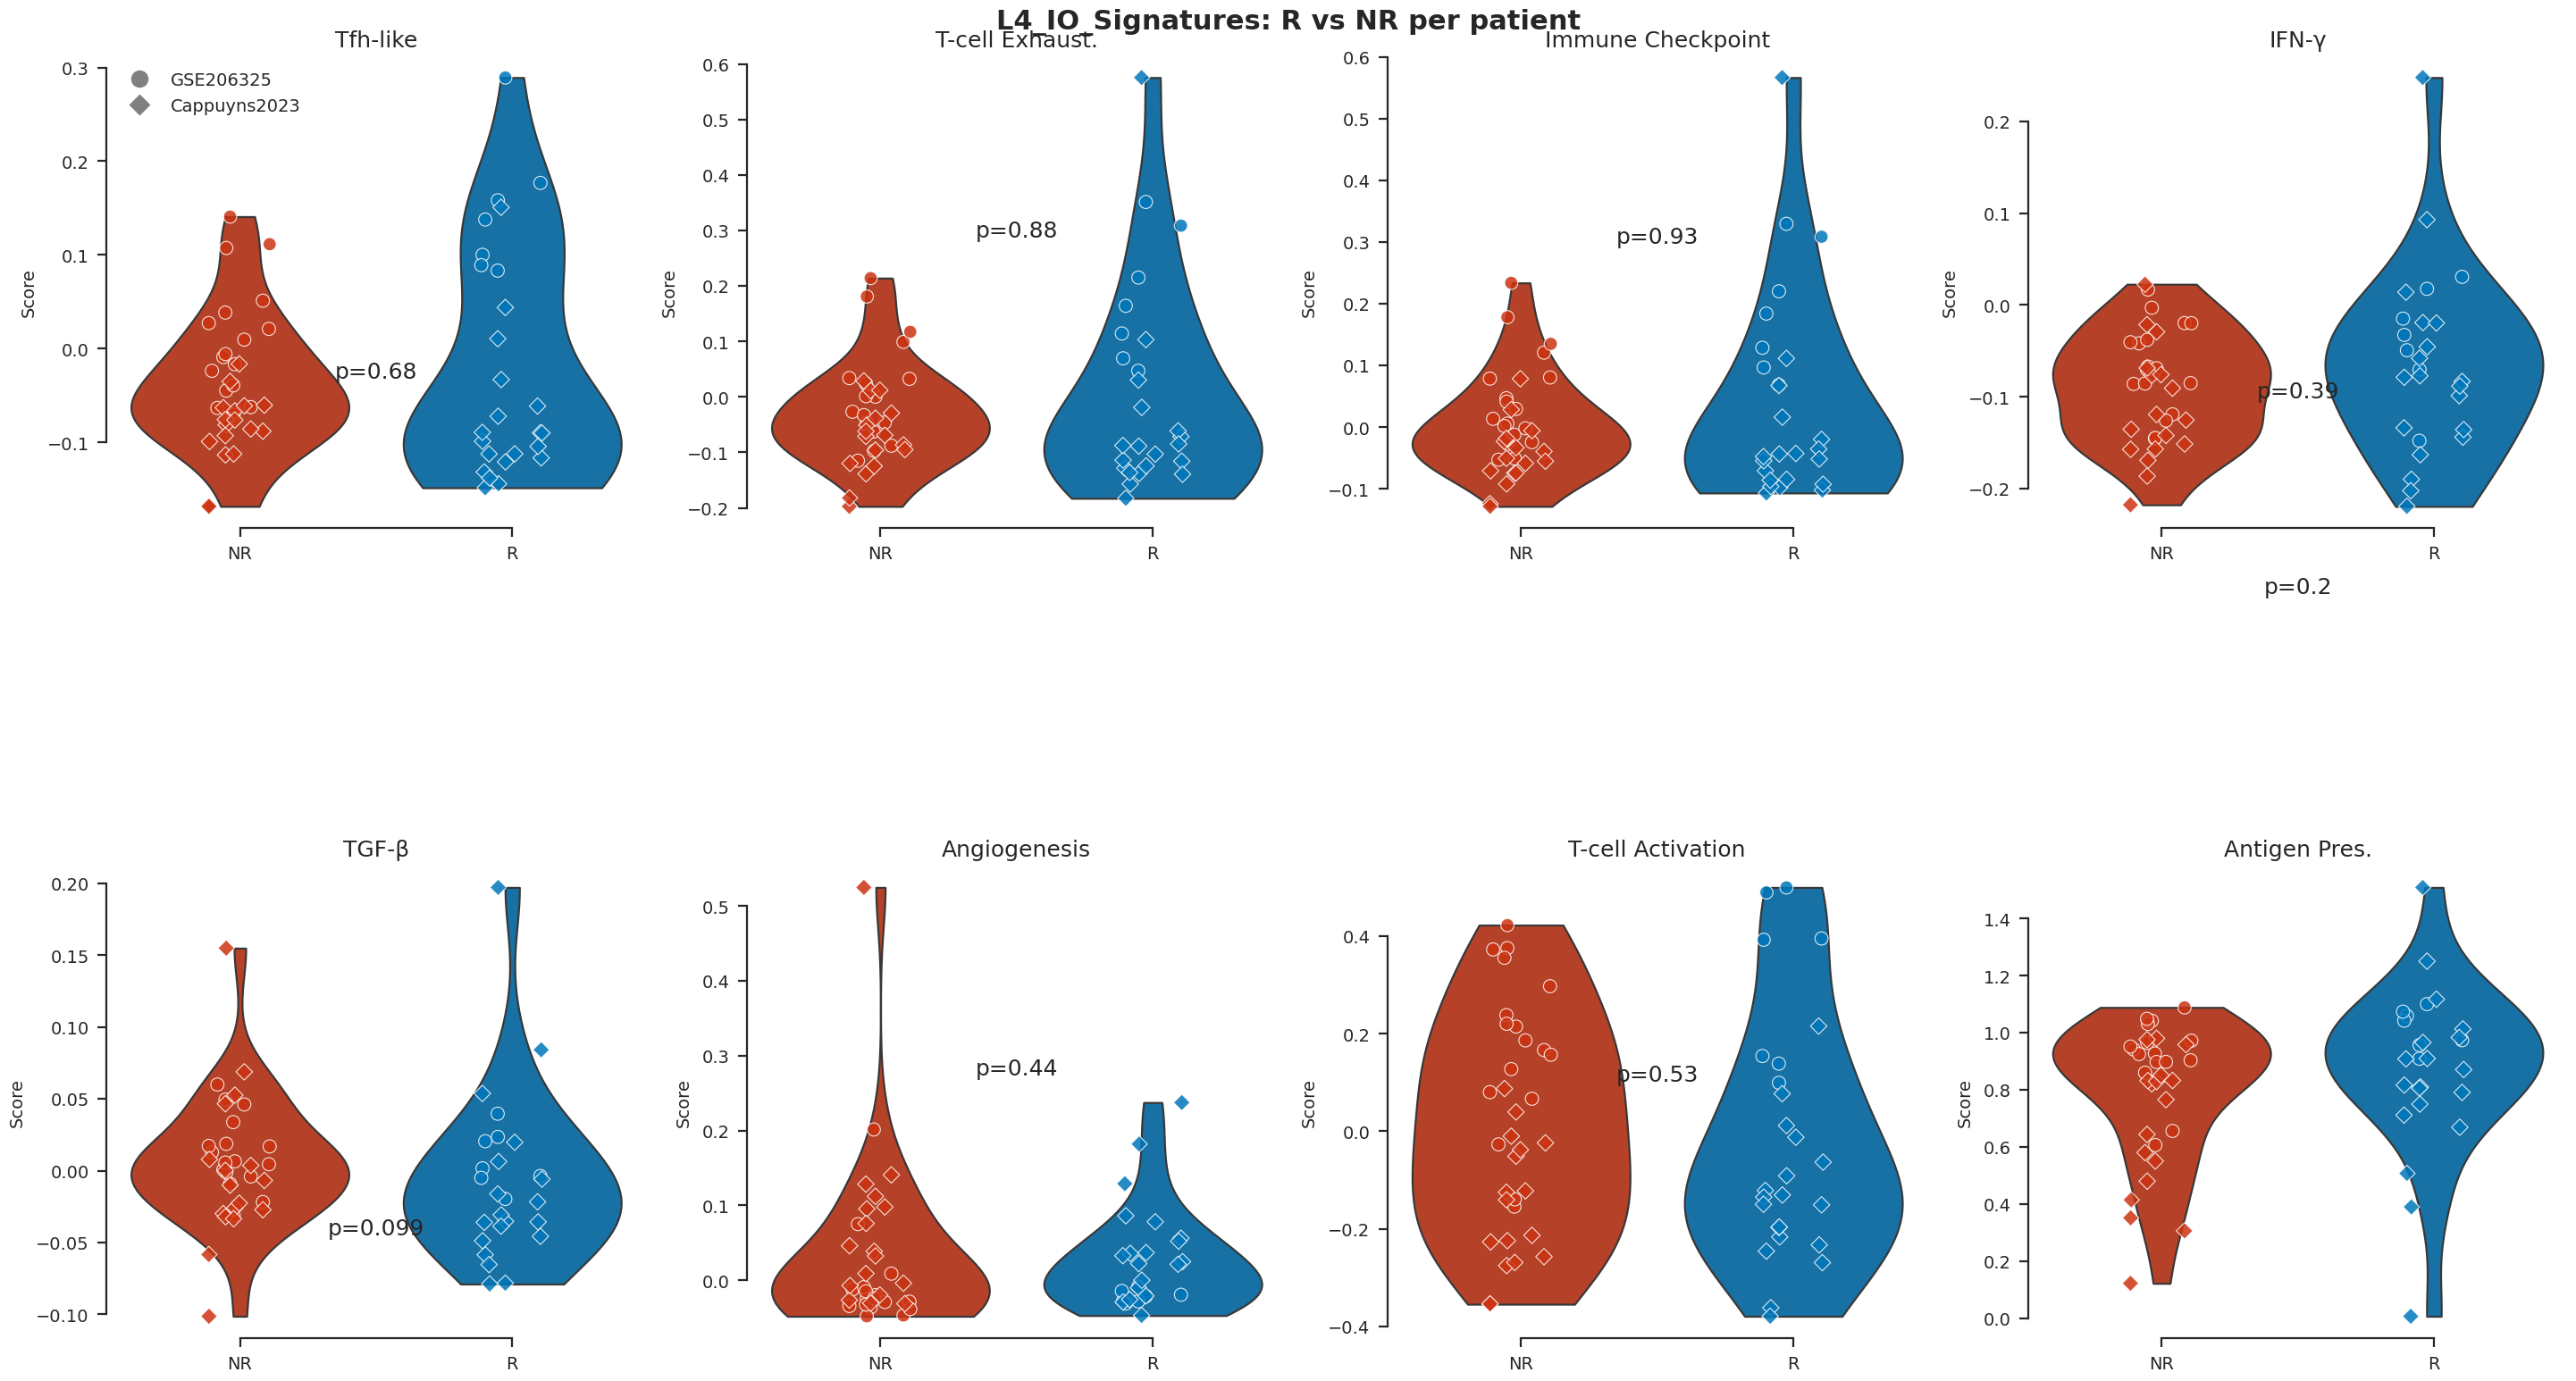 L4_IO_Signatures: R vs NR per patient
Tfh-like
GSE206325
Cappuyns2023
0.3
0.2
0.1
0.0
−0.1
Score
p=0.68
NR
R
T-cell Exhaust.
0.6
0.5
0.4
0.3
0.2
0.1
0.0
−0.1
−0.2
Score
p=0.88
NR
R
Immune Checkpoint
0.6
0.5
0.4
0.3
0.2
0.1
0.0
−0.1
Score
p=0.93
NR
R
IFN-γ
0.2
0.1
0.0
−0.1
−0.2
Score
p=0.39
NR
R
p=0.2
TGF-β
0.20
0.15
0.10
0.05
0.00
−0.05
−0.10
Score
p=0.099
NR
R
Angiogenesis
0.5
0.4
0.3
0.2
0.1
0.0
Score
p=0.44
NR
R
T-cell Activation
0.4
0.2
0.0
−0.2
−0.4
Score
p=0.53
NR
R
Antigen Pres.
1.4
1.2
1.0
0.8
0.6
0.4
0.2
0.0
Score
NR
R